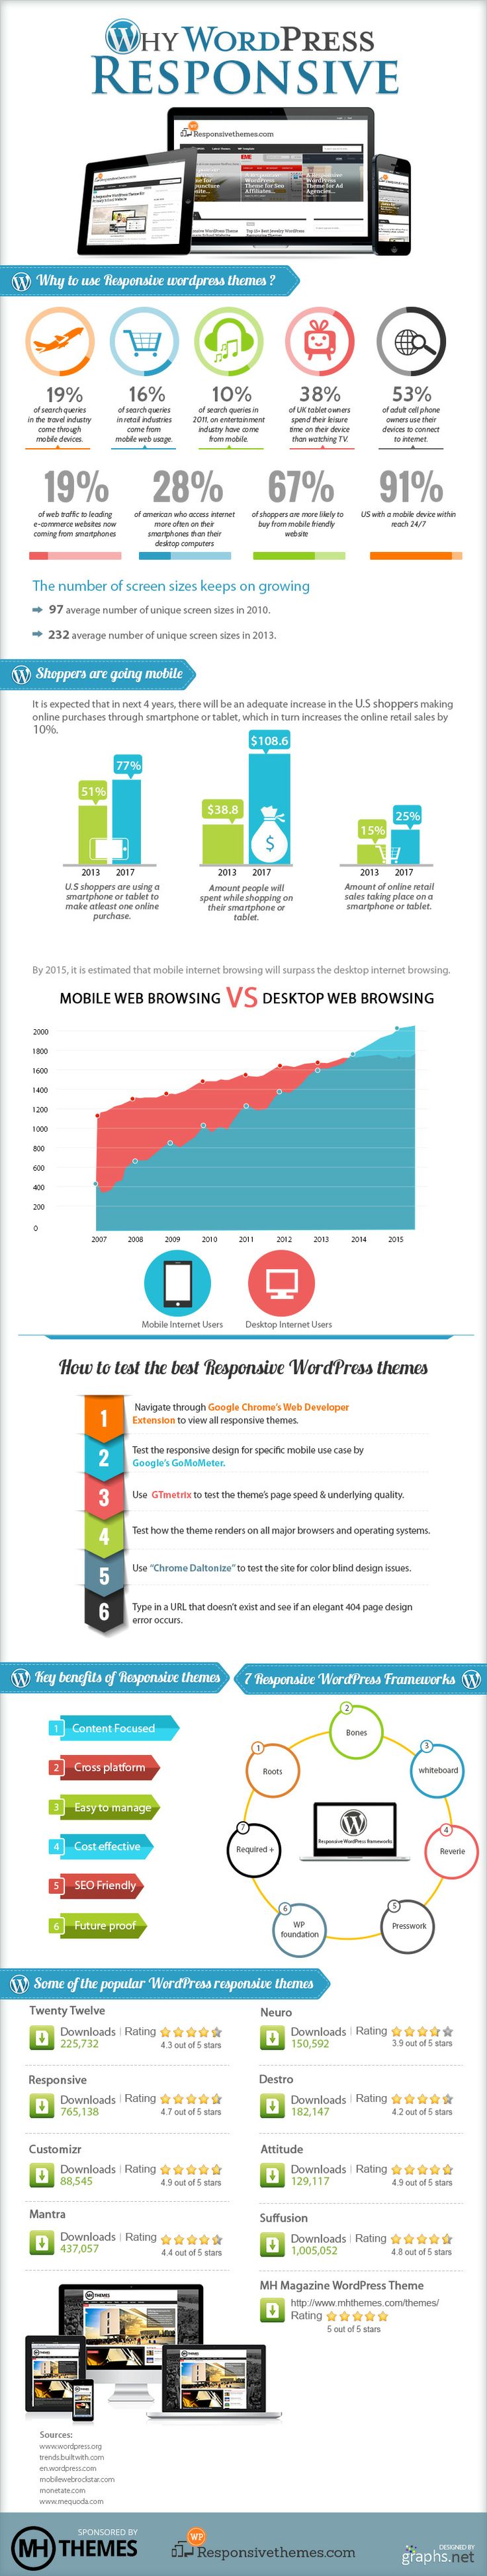 WHY WORDPRESS
RESPONSIVE
Responsivethemes.com
Why to use Responsive wordpress themes ?
19%
of search queries
in the travel industry
come through
mobile devices.
16%
of search queries
in retail industries
come from
mobile web usage.
10%
of search queries in
2011, on entertainment
industry have come
from mobile.
38%
of UK tablet owners
spend their leisure
time on their device
than watching TV.
53%
of adult cell phone
owners use their
devices to connect
to internet.
19%
of web traffic to leading
e-commerce websites now
coming from smartphones
28%
of american who access internet
more often on their
smartphones than their
desktop computers
67%
of shoppers are more likely to
buy from mobile friendly
website
91%
US with a mobile device within
reach 24/7
The number of screen sizes keeps on growing
97 average number of unique screen sizes in 2010.
232 average number of unique screen sizes in 2013.
Shoppers are going mobile
It is expected that in next 4 years, there will be an adequate increase in the U.S shoppers making
online purchases through smartphone or tablet, which in turn increases the online retail sales by
10%.
51%
77%
2013 2017
U.S shoppers are using a
smartphone or tablet to
make atleast one online
purchase.
$38.8
$108.6
$
2013 2017
Amount people will
spent while shopping on
their smartphone or
tablet.
15%
25%
2013 2017
Amount of online retail
sales taking place on a
smartphone or tablet.
By 2015, it is estimated that mobile internet browsing will surpass the desktop internet browsing.
MOBILE WEB BROWSING VS DESKTOP WEB BROWSING
2000
1800
1600
1400
1200
1000
800
600
400
200
0
2007 2008 2009 2010 2011 2012 2013 2014 2015
Mobile Internet Users
Desktop Internet Users
How to test the best Responsive WordPress themes
1
Navigate through Google Chrome's Web Developer
Extension to view all responsive themes.
2
Test the responsive design for specific mobile use case by
Google's GoMoMeter.
3
Use GTmetrix to test the theme's page speed & underlying quality.
4
Test how the theme renders on all major browsers and operating systems.
5
Use "Chrome Daltonize" to test the site for color blind design issues.
6
Type in a URL that doesn't exist and see if an elegant 404 page design
error occurs.
Key benefits of Responsive themes
1 Content Focused
2 Cross platform
3 Easy to manage
4 Cost effective
5 SEO Friendly
6 Future proof
7 Responsive WordPress Frameworks
1
Roots
2
Bones
3
whiteboard
4
Reverie
5
Presswork
6
WP
foundation
7
Required +
Responsive WordPress frameworks
Some of the popular WordPress responsive themes
Twenty Twelve
Downloads | Rating
225,732
4.3 out of 5 stars
Neuro
Downloads | Rating
150,592
3.9 out of 5 stars
Responsive
Downloads | Rating
765,138
4.7 out of 5 stars
Destro
Downloads | Rating
182,147
4.2 out of 5 stars
Customizr
Downloads | Rating
88,545
4.9 out of 5 stars
Attitude
Downloads | Rating
129,117
4.9 out of 5 stars
Mantra
Downloads | Rating
437,057
4.4 out of 5 stars
Suffusion
Downloads | Rating
1,005,052
4.8 out of 5 stars
MH Magazine WordPress Theme
http://www.mhthemes.com/themes/
Rating
5 out of 5 stars
Sources:
www.wordpress.org
trends.builtwith.com
en.wordpress.com
mobilewebrockstar.com
monetate.com
www.mequoda.com
SPONSORED BY
MH THEMES
WP
Responsivethemes.com
DESIGNED BY
graphs.net